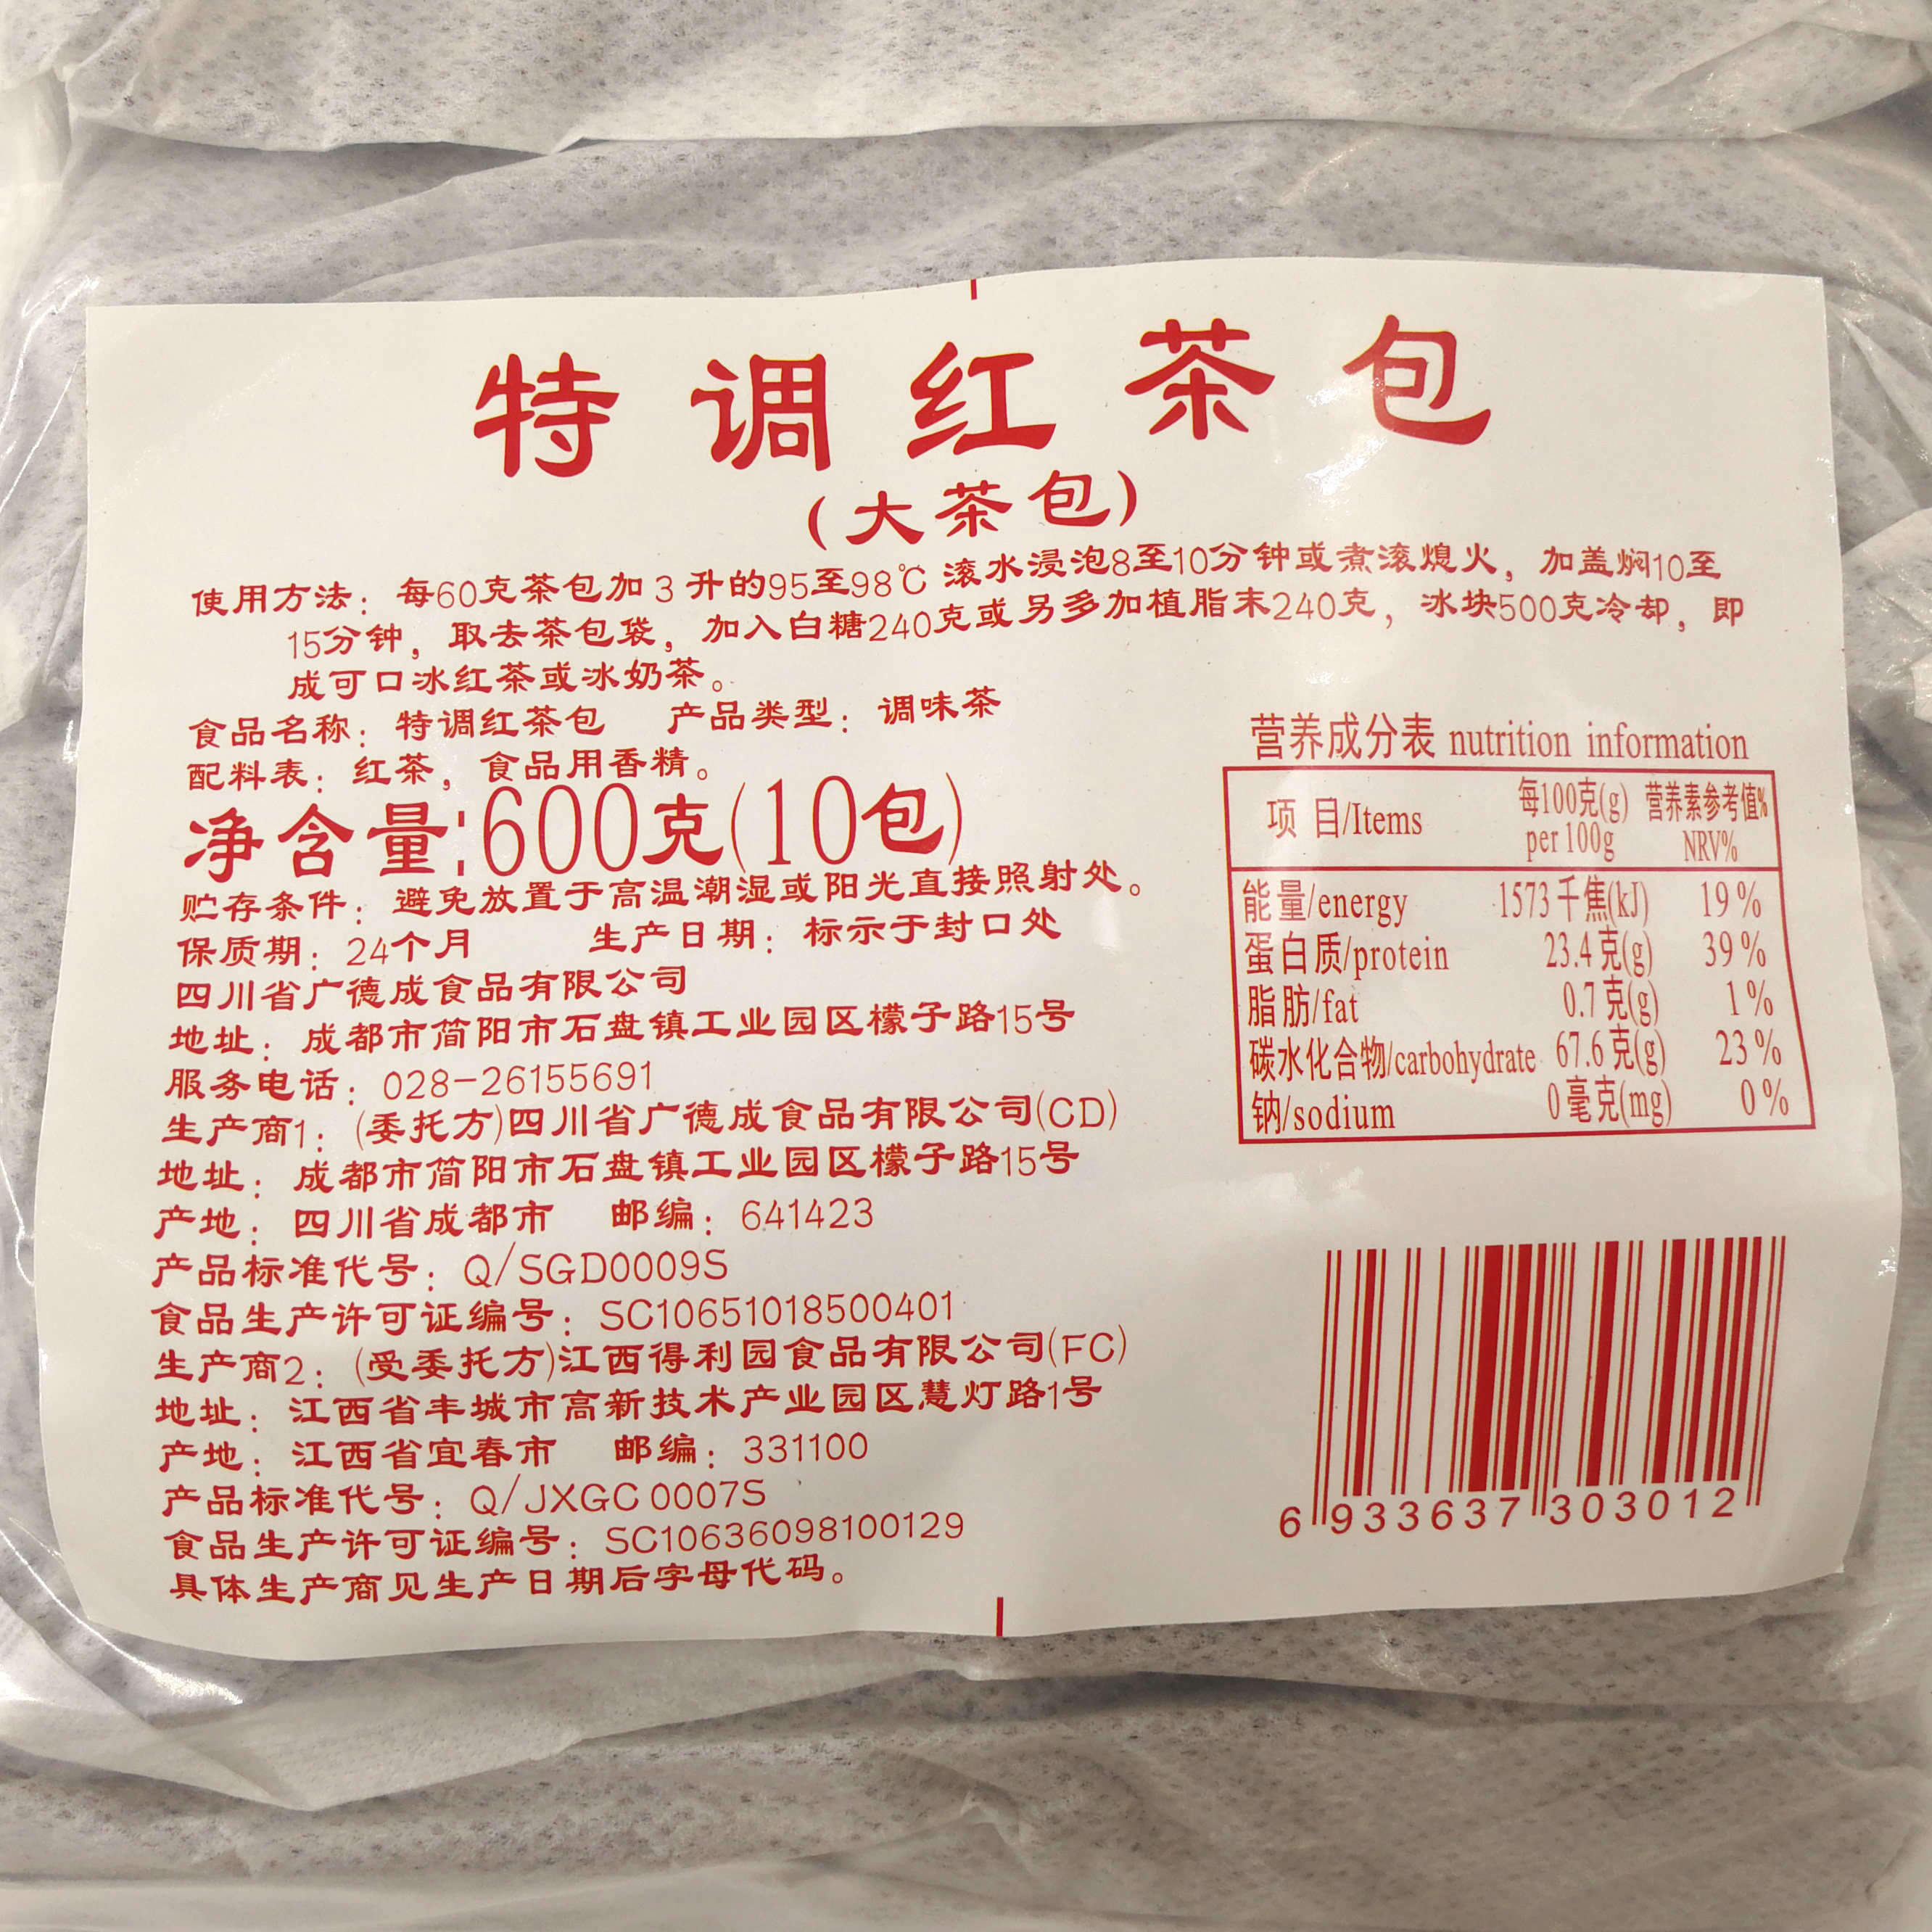 特调红茶包
(大茶包)
使用方法：每60克茶包加3升的95至98℃滚水浸泡8至10分钟或煮滚熄火，加盖焖10至
15分钟，取去茶包袋，加入白糖240克或另多加植脂末240克，冰块500克冷却，即
成可口冰红茶或冰奶茶。
食品名称：特调红茶包 产品类型：调味茶
配料表：红茶，食品用香精。
净含量:600克(10包)
贮存条件：避免放置于高温潮湿或阳光直接照射处。
保质期：24个月 生产日期：标示于封口处
四川省广德成食品有限公司
地址：成都市简阳市石盘镇工业园区檬子路15号
服务电话：028-26155691
生产商1：(委托方)四川省广德成食品有限公司(CD)
地址：成都市简阳市石盘镇工业园区檬子路15号
产地：四川省成都市 邮编：641423
产品标准代号：Q/SGD0009S
食品生产许可证编号：SC10651018500401
生产商2：(受委托方)江西得利园食品有限公司(FC)
地址：江西省丰城市高新技术产业园区慧灯路1号
产地：江西省宜春市 邮编：331100
产品标准代号：Q/JXGC 0007S
食品生产许可证编号：SC10636098100129
具体生产商见生产日期后字母代码。
营养成分表 nutrition information
项 目/Items 每100克(g) 营养素参考值%
per 100g NRV%
能量/energy 1573千焦(kJ) 19%
蛋白质/protein 23.4克(g) 39%
脂肪/fat 0.7克(g) 1%
碳水化合物/carbohydrate 67.6克(g) 23%
钠/sodium 0毫克(mg) 0%
6 933637 303012